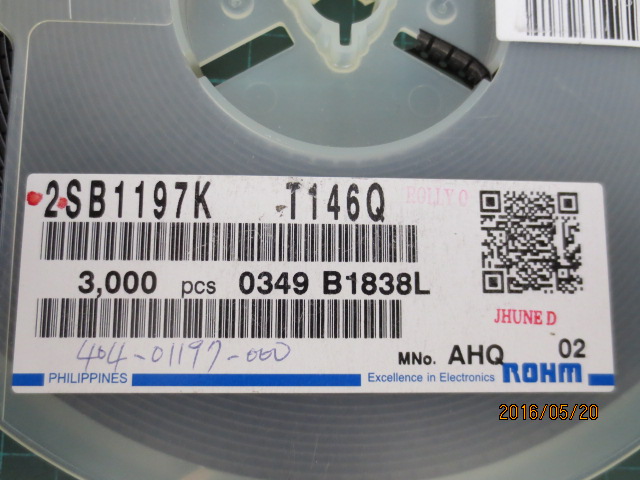 2SB1197K T146Q ROLLY O
3,000 pcs 0349 B1838L
JHUNE D
404-01197-000
MNo. AHQ 02
PHILIPPINES Excellence in Electronics ROHM
2016/05/20